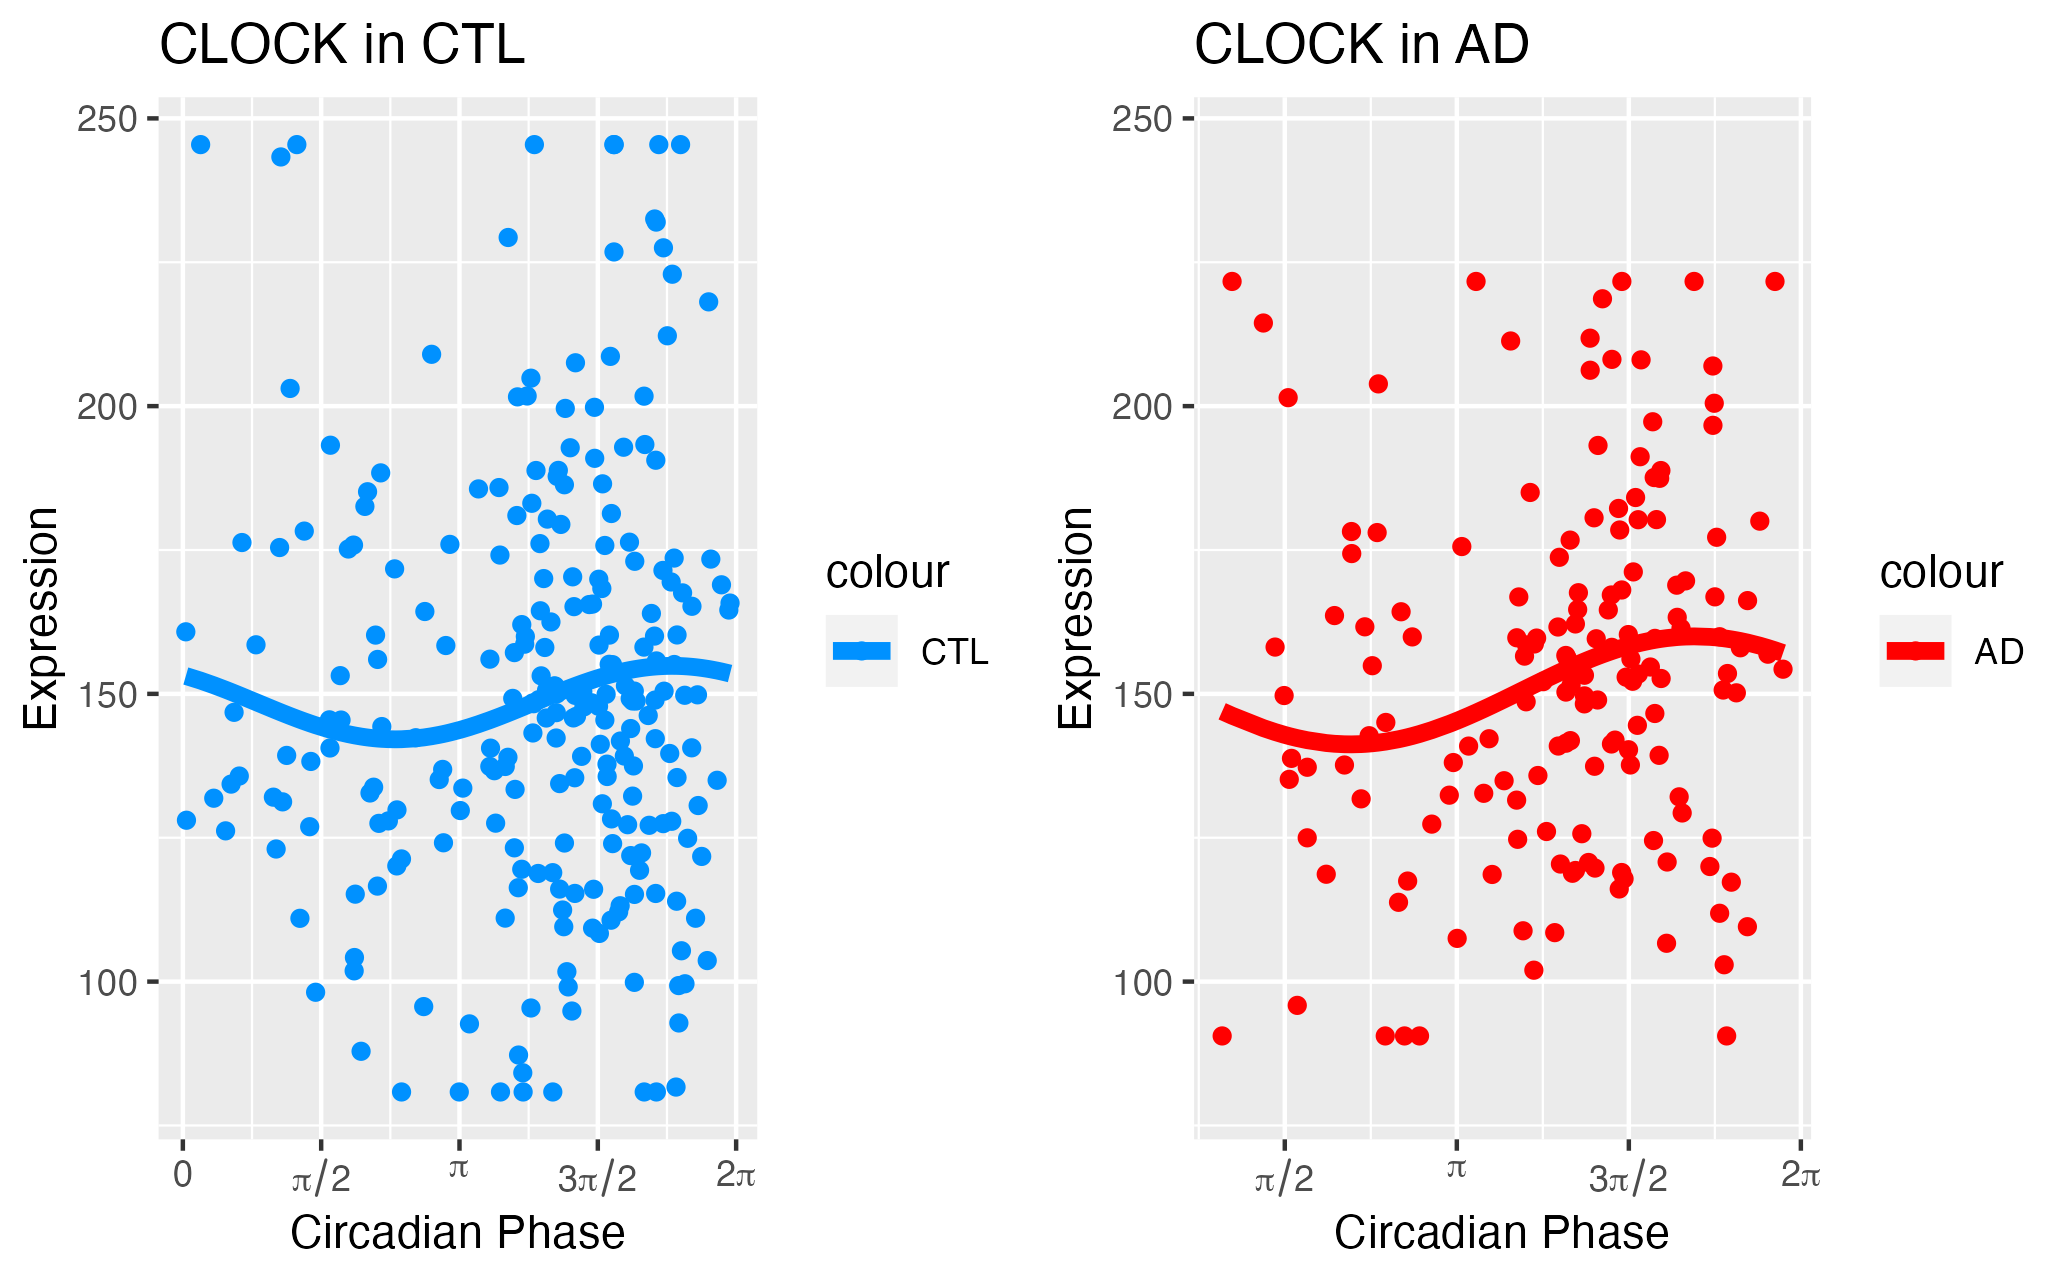 CLOCK in CTL
Expression
250
200
150
100
0
π/2
π
3π/2
2π
Circadian Phase
colour
CTL
CLOCK in AD
Expression
250
200
150
100
π/2
π
3π/2
2π
Circadian Phase
colour
AD